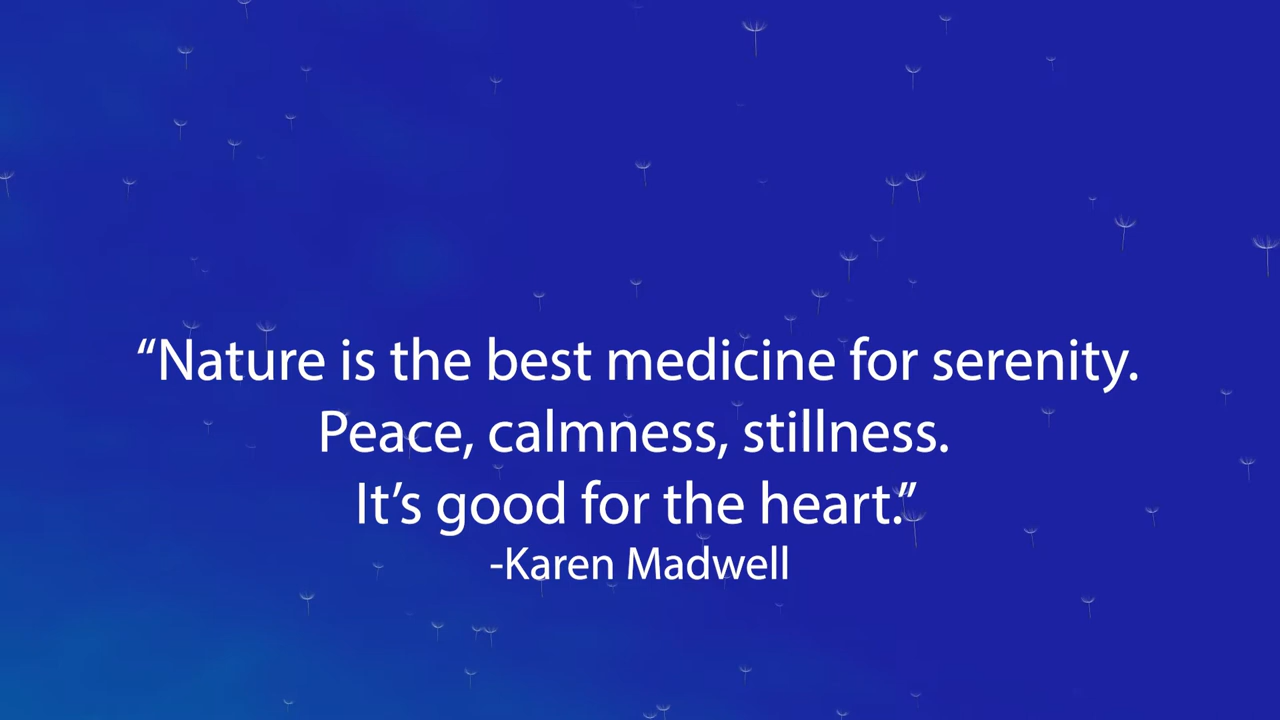 “Nature is the best medicine for serenity.
Peace, calmness, stillness.
It’s good for the heart.”
-Karen Madwell